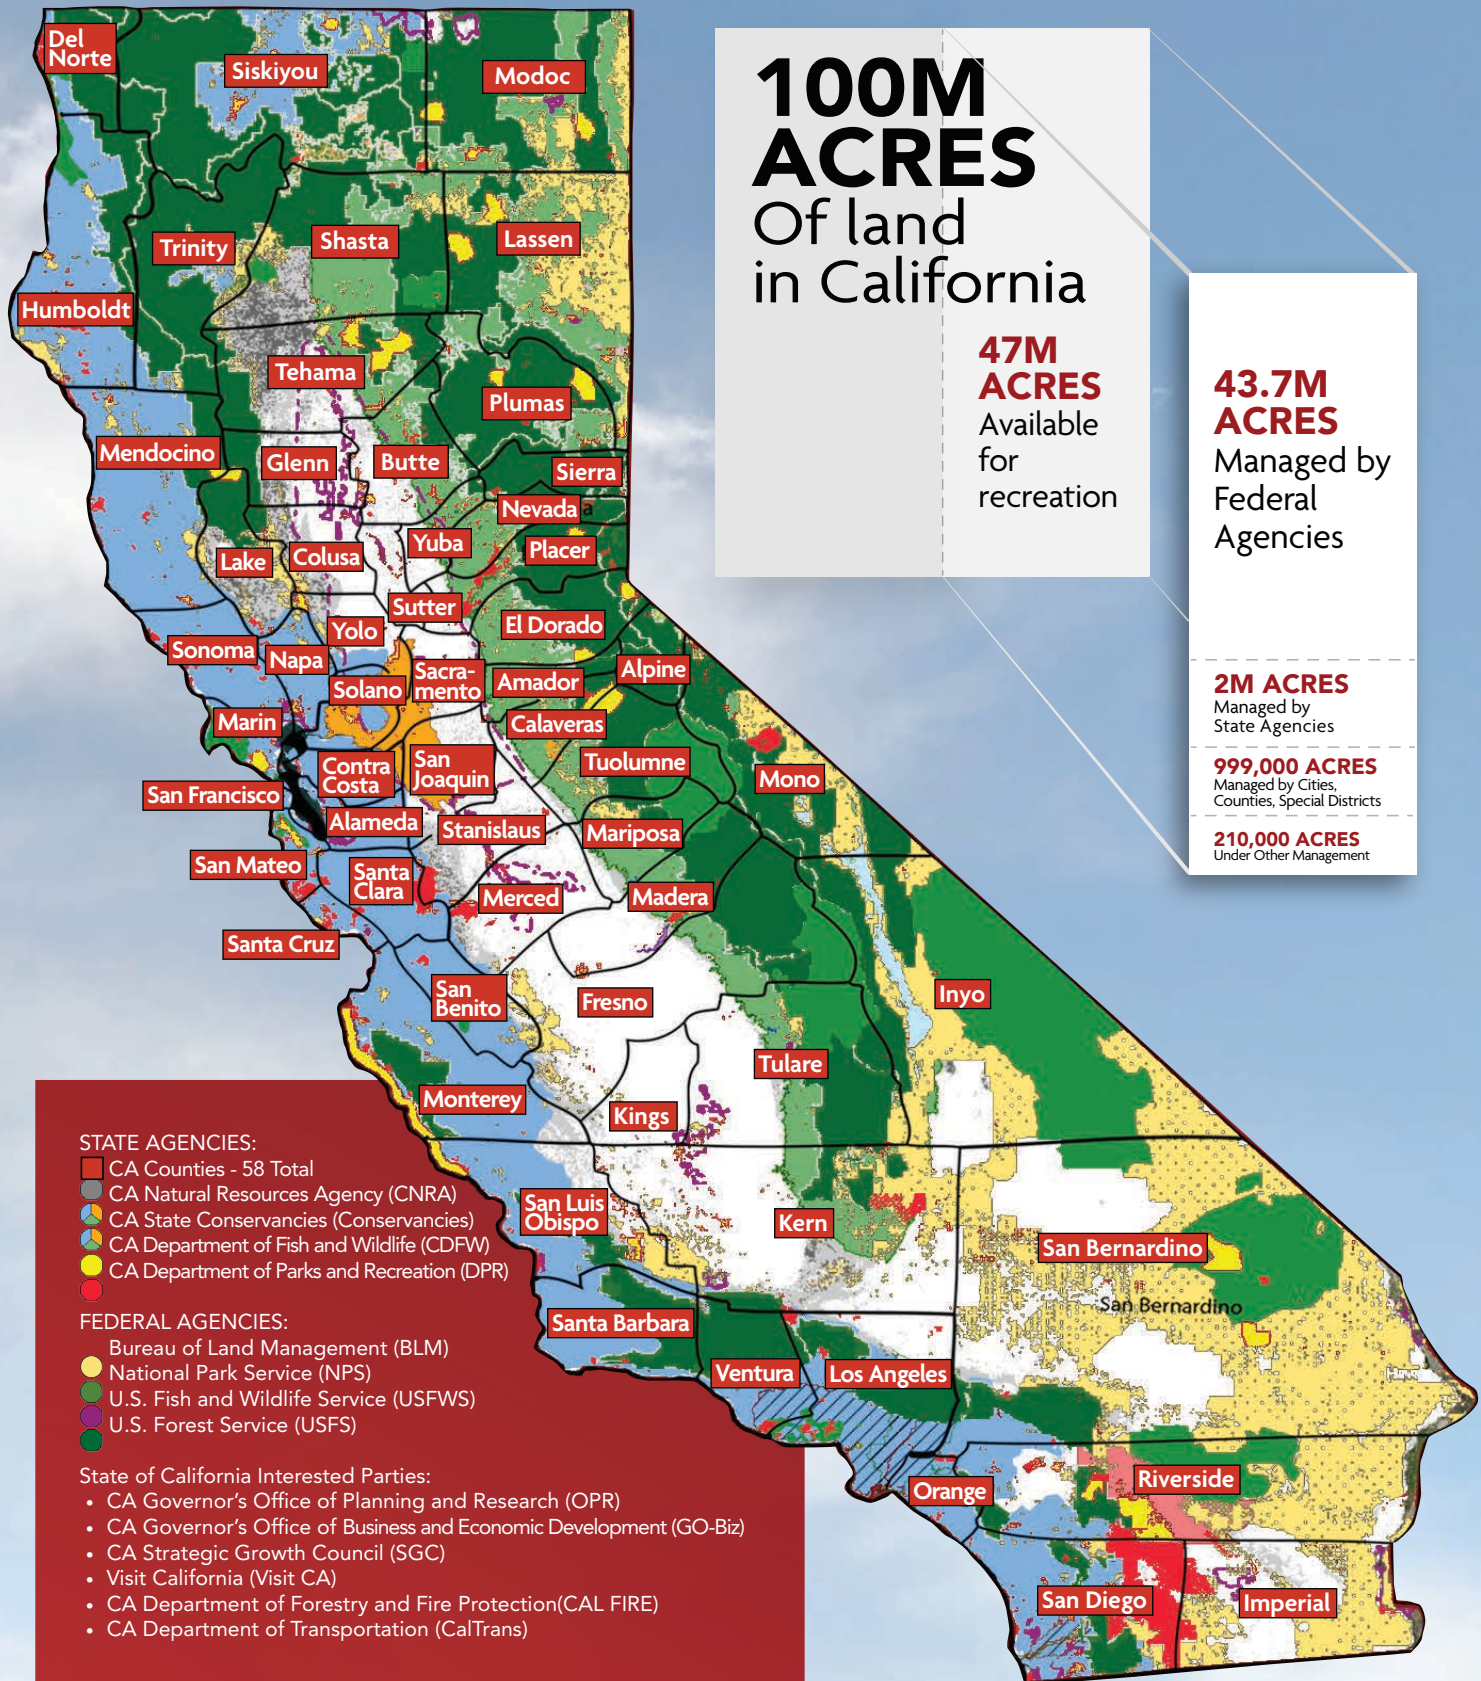 Del
Norte
Siskiyou
Modoc
100M
ACRES
Of land
in California
Trinity
Shasta
Lassen
Humboldt
47M
ACRES
Available
for
recreation
43.7M
ACRES
Managed by
Federal
Agencies
2M ACRES
Managed by
State Agencies
999,000 ACRES
Managed by Cities,
Counties, Special Districts
210,000 ACRES
Under Other Management
Tehama
Plumas
Mendocino
Glenn
Butte
Sierra
Nevada
a
Lake
Colusa
Yuba
Placer
Sutter
Yolo
El Dorado
Sonoma
Napa
Solano
Sacra-
mento
Amador
Alpine
Marin
Calaveras
Contra
Costa
San
Joaquin
Tuolumne
Mono
San Francisco
Alameda
Stanislaus
Mariposa
San Mateo
Santa
Clara
Merced
Madera
Santa Cruz
San
Benito
Fresno
Inyo
Tulare
Monterey
Kings
San Luis
Obispo
Kern
San Bernardino
San Bernardino
Santa Barbara
Ventura
Los Angeles
Orange
Riverside
San Diego
Imperial
STATE AGENCIES:
CA Counties - 58 Total
CA Natural Resources Agency (CNRA)
CA State Conservancies (Conservancies)
CA Department of Fish and Wildlife (CDFW)
CA Department of Parks and Recreation (DPR)
FEDERAL AGENCIES:
Bureau of Land Management (BLM)
National Park Service (NPS)
U.S. Fish and Wildlife Service (USFWS)
U.S. Forest Service (USFS)
State of California Interested Parties:
• CA Governor's Office of Planning and Research (OPR)
• CA Governor's Office of Business and Economic Development (GO-Biz)
• CA Strategic Growth Council (SGC)
• Visit California (Visit CA)
• CA Department of Forestry and Fire Protection(CAL FIRE)
• CA Department of Transportation (CalTrans)